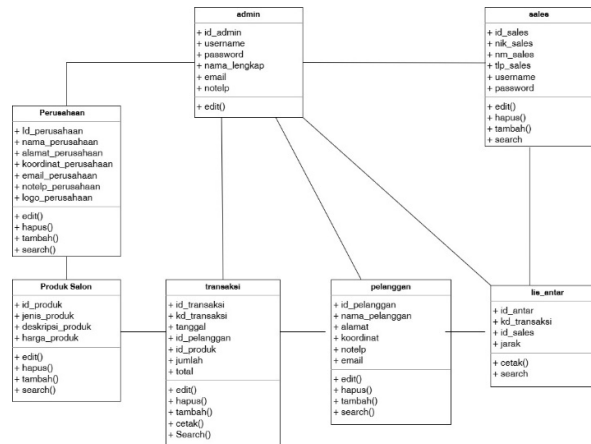 admin
+ id_admin
+ username
+ password
+ nama_lengkap
+ email
+ notelp
+ edit()
sales
+ id_sales
+ nik_sales
+ nm_sales
+ tlp_sales
+ username
+ password
+ edit()
+ hapus()
+ tambah()
+ search
Perusahaan
+ Id_perusahaan
+ nama_perusahaan
+ alamat_perusahaan
+ koordinat_perusahaan
+ email_perusahaan
+ notelp_perusahaan
+ logo_perusahaan
+ edit()
+ hapus()
+ tambah()
+ search()
Produk Salon
+ id_produk
+ jenis_produk
+ deskripai_produk
+ harga_produk
+ edit()
+ hapus()
+ tambah()
+ search()
transaksi
+ id_transaksi
+ kd_transaksi
+ tanggal
+ id_pelanggan
+ id_produk
+ jumlah
+ total
+ edit()
+ hapus()
+ tambah()
+ cetak()
+ Search()
pelanggan
+ id_pelanggan
+ nama_pelanggan
+ alamat
+ koordinat
+ notelp
+ email
+ edit()
+ hapus()
+ tambah()
+ search()
lis_antar
+ id_antar
+ kd_transaksi
+ id_sales
+ jarak
+ cetak()
+ search